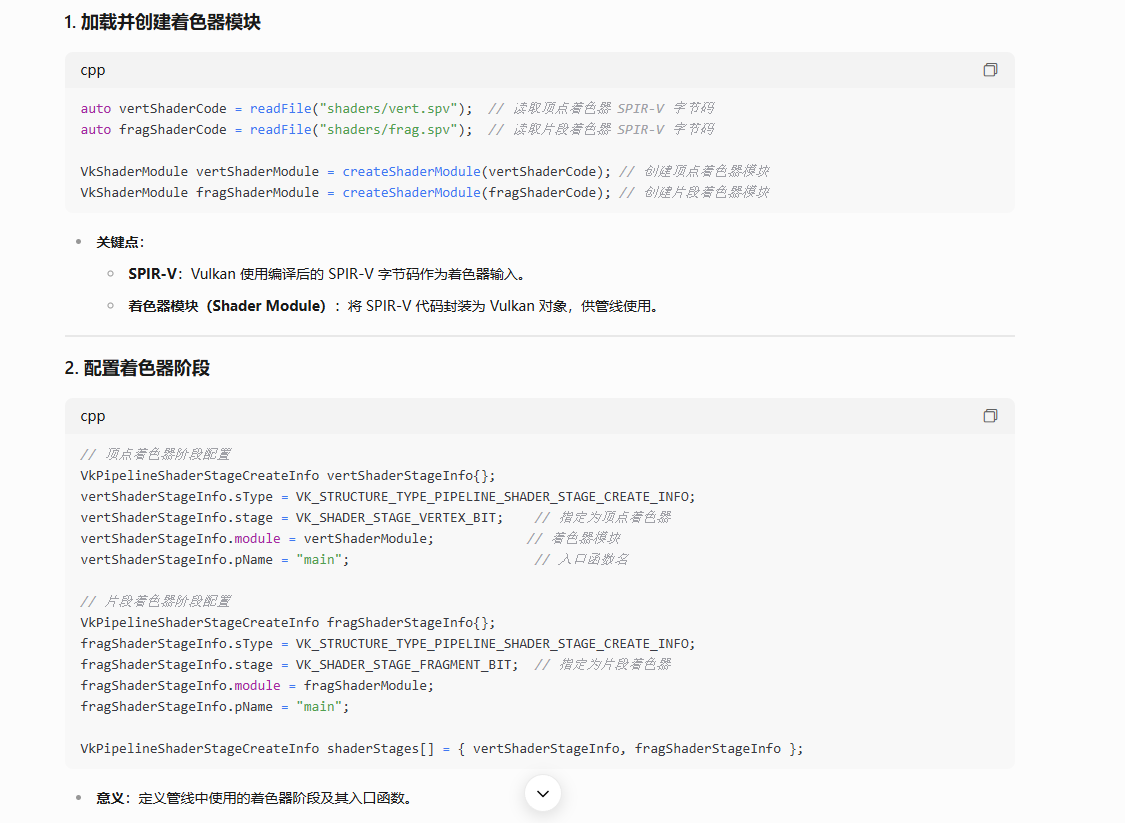 1. 加载并创建着色器模块
cpp
auto vertShaderCode = readFile("shaders/vert.spv");  // 读取顶点着色器 SPIR-V 字节码
auto fragShaderCode = readFile("shaders/frag.spv");  // 读取片段着色器 SPIR-V 字节码
VkShaderModule vertShaderModule = createShaderModule(vertShaderCode); // 创建顶点着色器模块
VkShaderModule fragShaderModule = createShaderModule(fragShaderCode); // 创建片段着色器模块
• 关键点：
○ SPIR-V：Vulkan 使用编译后的 SPIR-V 字节码作为着色器输入。
○ 着色器模块（Shader Module）：将 SPIR-V 代码封装为 Vulkan 对象，供管线使用。
2. 配置着色器阶段
cpp
// 顶点着色器阶段配置
VkPipelineShaderStageCreateInfo vertShaderStageInfo{};
vertShaderStageInfo.sType = VK_STRUCTURE_TYPE_PIPELINE_SHADER_STAGE_CREATE_INFO;
vertShaderStageInfo.stage = VK_SHADER_STAGE_VERTEX_BIT;    // 指定为顶点着色器
vertShaderStageInfo.module = vertShaderModule;            // 着色器模块
vertShaderStageInfo.pName = "main";                        // 入口函数名
// 片段着色器阶段配置
VkPipelineShaderStageCreateInfo fragShaderStageInfo{};
fragShaderStageInfo.sType = VK_STRUCTURE_TYPE_PIPELINE_SHADER_STAGE_CREATE_INFO;
fragShaderStageInfo.stage = VK_SHADER_STAGE_FRAGMENT_BIT;  // 指定为片段着色器
fragShaderStageInfo.module = fragShaderModule;
fragShaderStageInfo.pName = "main";
VkPipelineShaderStageCreateInfo shaderStages[] = { vertShaderStageInfo, fragShaderStageInfo };
• 意义：定义管线中使用的着色器阶段及其入口函数。